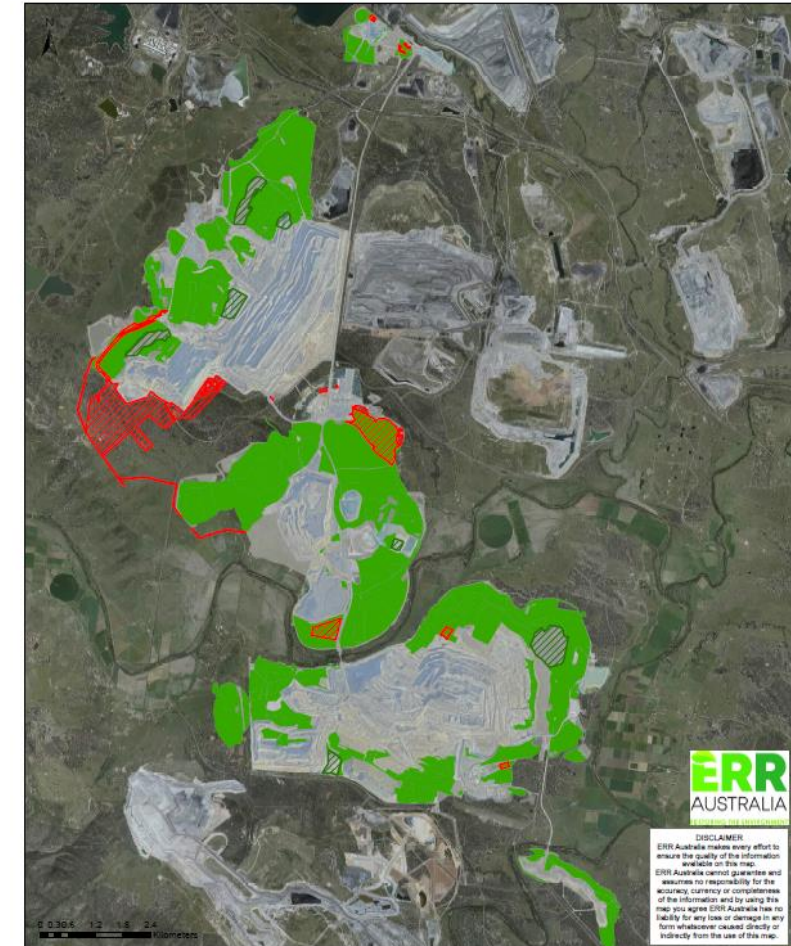 N
ERR
AUSTRALIA
RESTORING THE ENVIRONMENT
DISCLAIMER
ERR Australia makes every effort to
ensure the quality of the information
available on this map.
ERR Australia cannot guarantee and
assumes no responsibility for the
accuracy, currency or completeness
of the information and by using this
map you agree ERR Australia has no
liability for any loss or damage in any
form whatsoever caused directly or
indirectly from the use of this map.
0 0.30.6 1.2 1.8 2.4
Kilometers